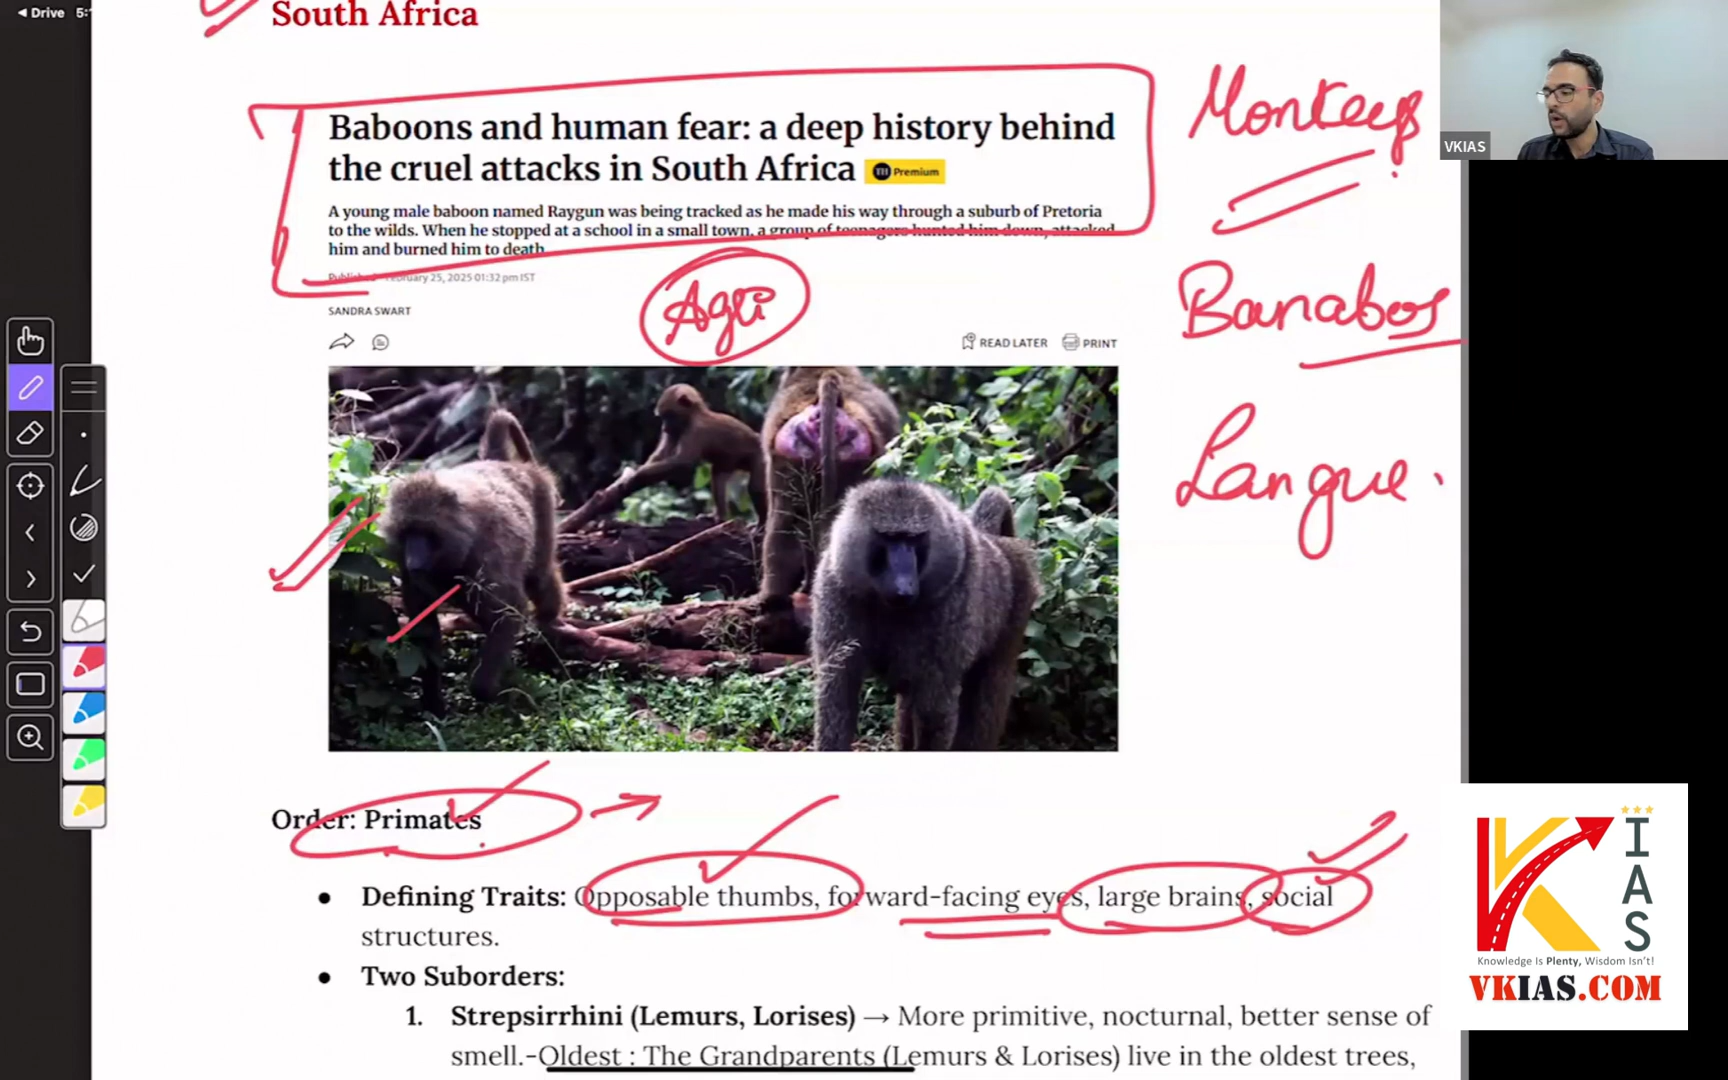 Drive 5:
South Africa
Baboons and human fear: a deep history behind
the cruel attacks in South Africa TH Premium
A young male baboon named Raygun was being tracked as he made his way through a suburb of Pretoria
to the wilds. When he stopped at a school in a small town, a group of teenagers hunted him down, attacked
him and burned him to death
February 25, 2025 01:32 pm IST
SANDRA SWART
READ LATER PRINT
Monkeys
Banabos
Langue
VKIAS
Order: Primates
Defining Traits: Opposable thumbs, forward-facing eyes, large brains, social
structures.
Two Suborders:
1. Strepsirrhini (Lemurs, Lorises) → More primitive, nocturnal, better sense of
smell.-Oldest : The Grandparents (Lemurs & Lorises) live in the oldest trees,
K IAS
Knowledge Is Plenty, Wisdom Isn't!
VKIAS.COM